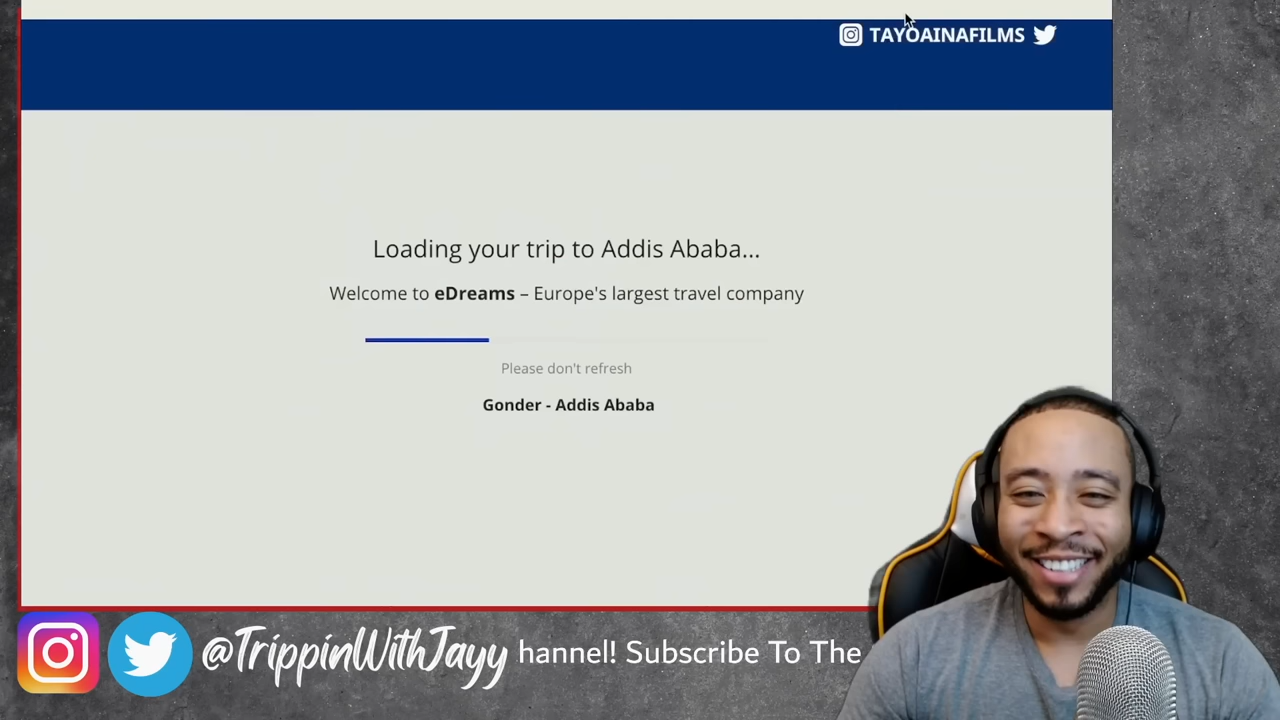 TAYOAINAFILMS
Loading your trip to Addis Ababa...
Welcome to eDreams – Europe's largest travel company
Please don't refresh
Gonder - Addis Ababa
@TrippinWithJayy hannel! Subscribe To The